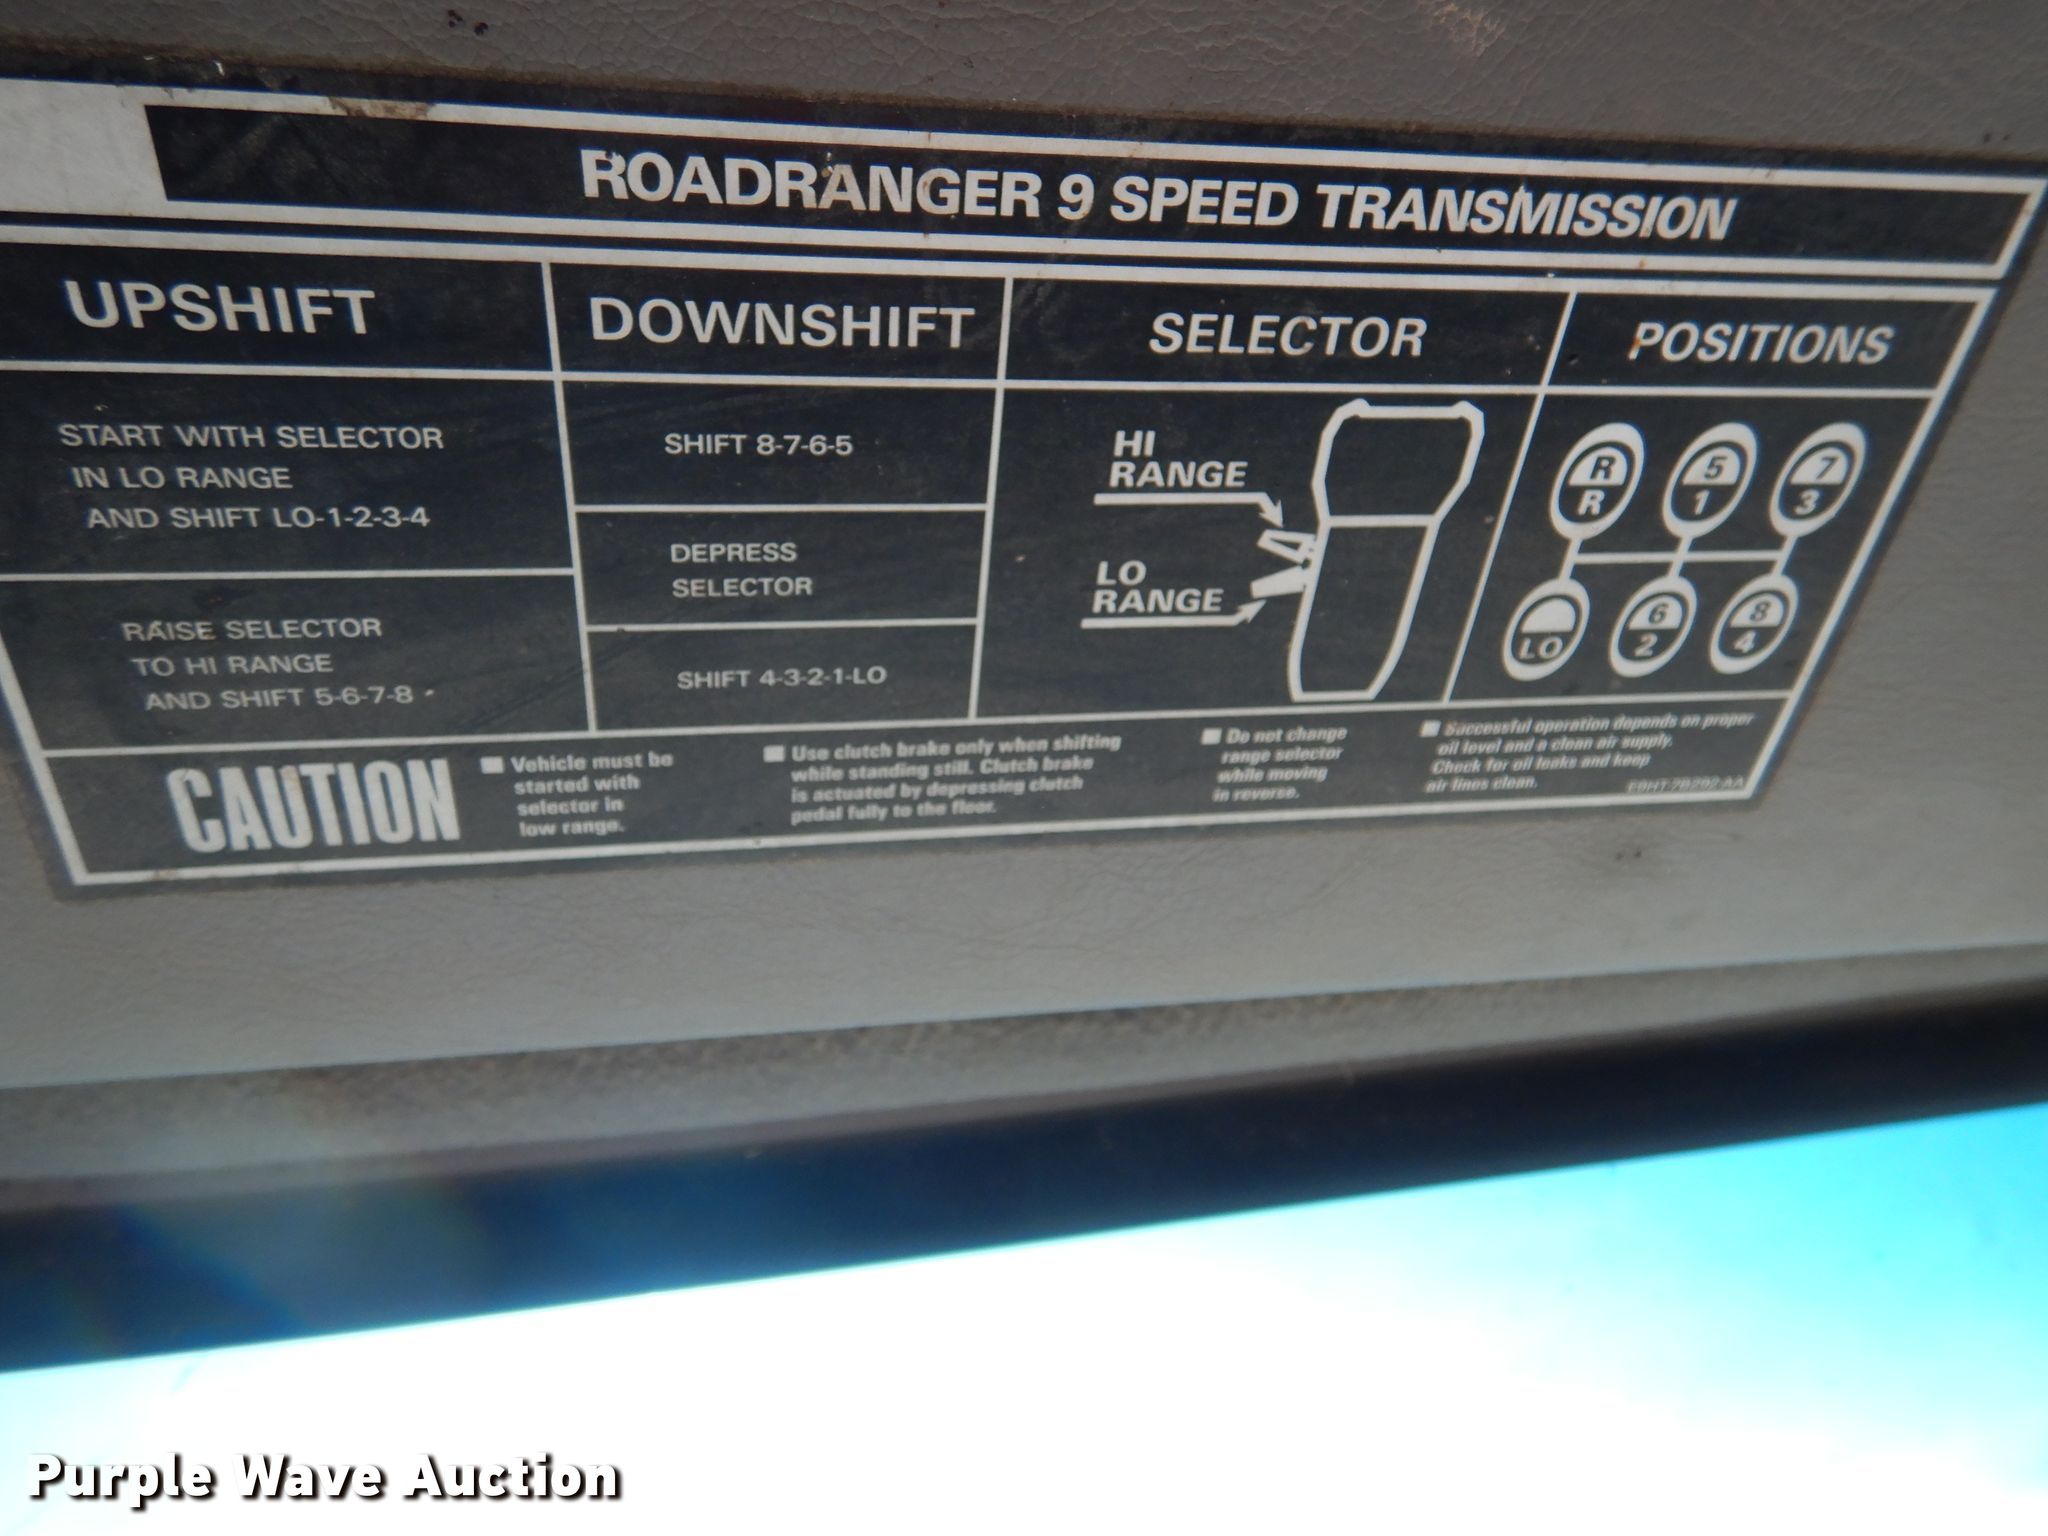 ROADRANGER 9 SPEED TRANSMISSION
UPSHIFT
START WITH SELECTOR
IN LO RANGE
AND SHIFT LO-1-2-3-4
RAISE SELECTOR
TO HI RANGE
AND SHIFT 5-6-7-8
DOWNSHIFT
SHIFT 8-7-6-5
DEPRESS
SELECTOR
SHIFT 4-3-2-1-LO
SELECTOR
HI
RANGE
LO
RANGE
POSITIONS
R 5 7
R 1 3
6 8
LO 2 4
CAUTION
Vehicle must be
started with
selector in
low range.
Use clutch brake only when shifting
while standing still. Clutch brake
is actuated by depressing clutch
pedal fully to the floor.
Do not change
range selector
while moving
in reverse.
Successful operation depends on proper
oil level and a clean air supply.
Check for oil leaks and keep
air lines clean.
E9HT-7B292-AA
Purple Wave Auction